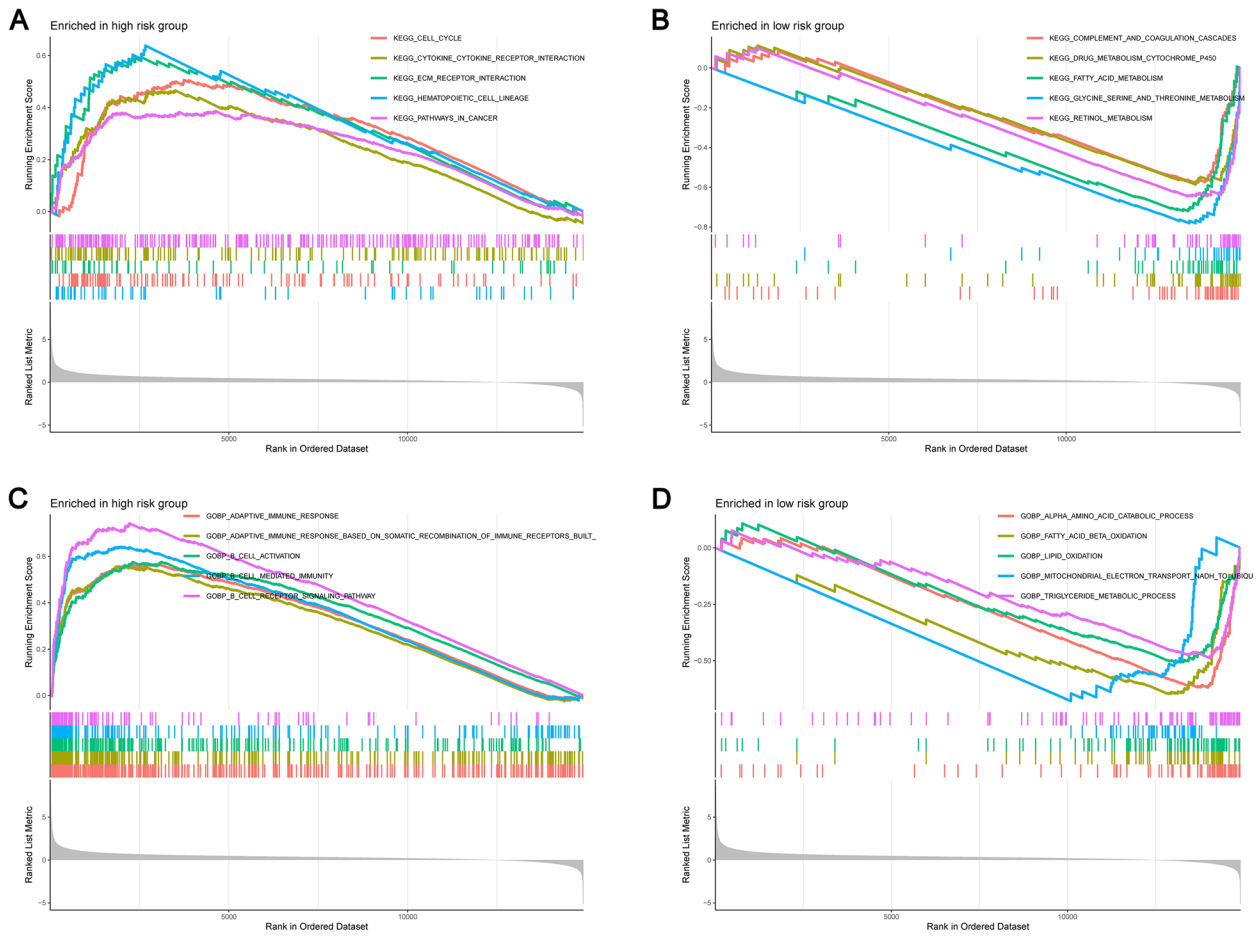 A
Enriched in high risk group
KEGG_CELL_CYCLE
KEGG_CYTOKINE_CYTOKINE_RECEPTOR_INTERACTION
KEGG_ECM_RECEPTOR_INTERACTION
KEGG_HEMATOPOIETIC_CELL_LINEAGE
KEGG_PATHWAYS_IN_CANCER
Running Enrichment Score
0.6
0.4
0.2
0.0
Ranked List Metric
5
0
−5
5000
10000
Rank in Ordered Dataset
B
Enriched in low risk group
KEGG_COMPLEMENT_AND_COAGULATION_CASCADES
KEGG_DRUG_METABOLISM_CYTOCHROME_P450
KEGG_FATTY_ACID_METABOLISM
KEGG_GLYCINE_SERINE_AND_THREONINE_METABOLISM
KEGG_RETINOL_METABOLISM
Running Enrichment Score
0.0
−0.2
−0.4
−0.6
−0.8
Ranked List Metric
5
0
−5
5000
10000
Rank in Ordered Dataset
C
Enriched in high risk group
GOBP_ADAPTIVE_IMMUNE_RESPONSE
GOBP_ADAPTIVE_IMMUNE_RESPONSE_BASED_ON_SOMATIC_RECOMBINATION_OF_IMMUNE_RECEPTORS_BUILT_
GOBP_B_CELL_ACTIVATION
GOBP_B_CELL_MEDIATED_IMMUNITY
GOBP_B_CELL_RECEPTOR_SIGNALING_PATHWAY
Running Enrichment Score
0.6
0.4
0.2
0.0
Ranked List Metric
5
0
−5
5000
10000
Rank in Ordered Dataset
D
Enriched in low risk group
GOBP_ALPHA_AMINO_ACID_CATABOLIC_PROCESS
GOBP_FATTY_ACID_BETA_OXIDATION
GOBP_LIPID_OXIDATION
GOBP_MITOCHONDRIAL_ELECTRON_TRANSPORT_NADH_TO_UBIQU
GOBP_TRIGLYCERIDE_METABOLIC_PROCESS
Running Enrichment Score
0.00
−0.25
−0.50
Ranked List Metric
5
0
−5
5000
10000
Rank in Ordered Dataset